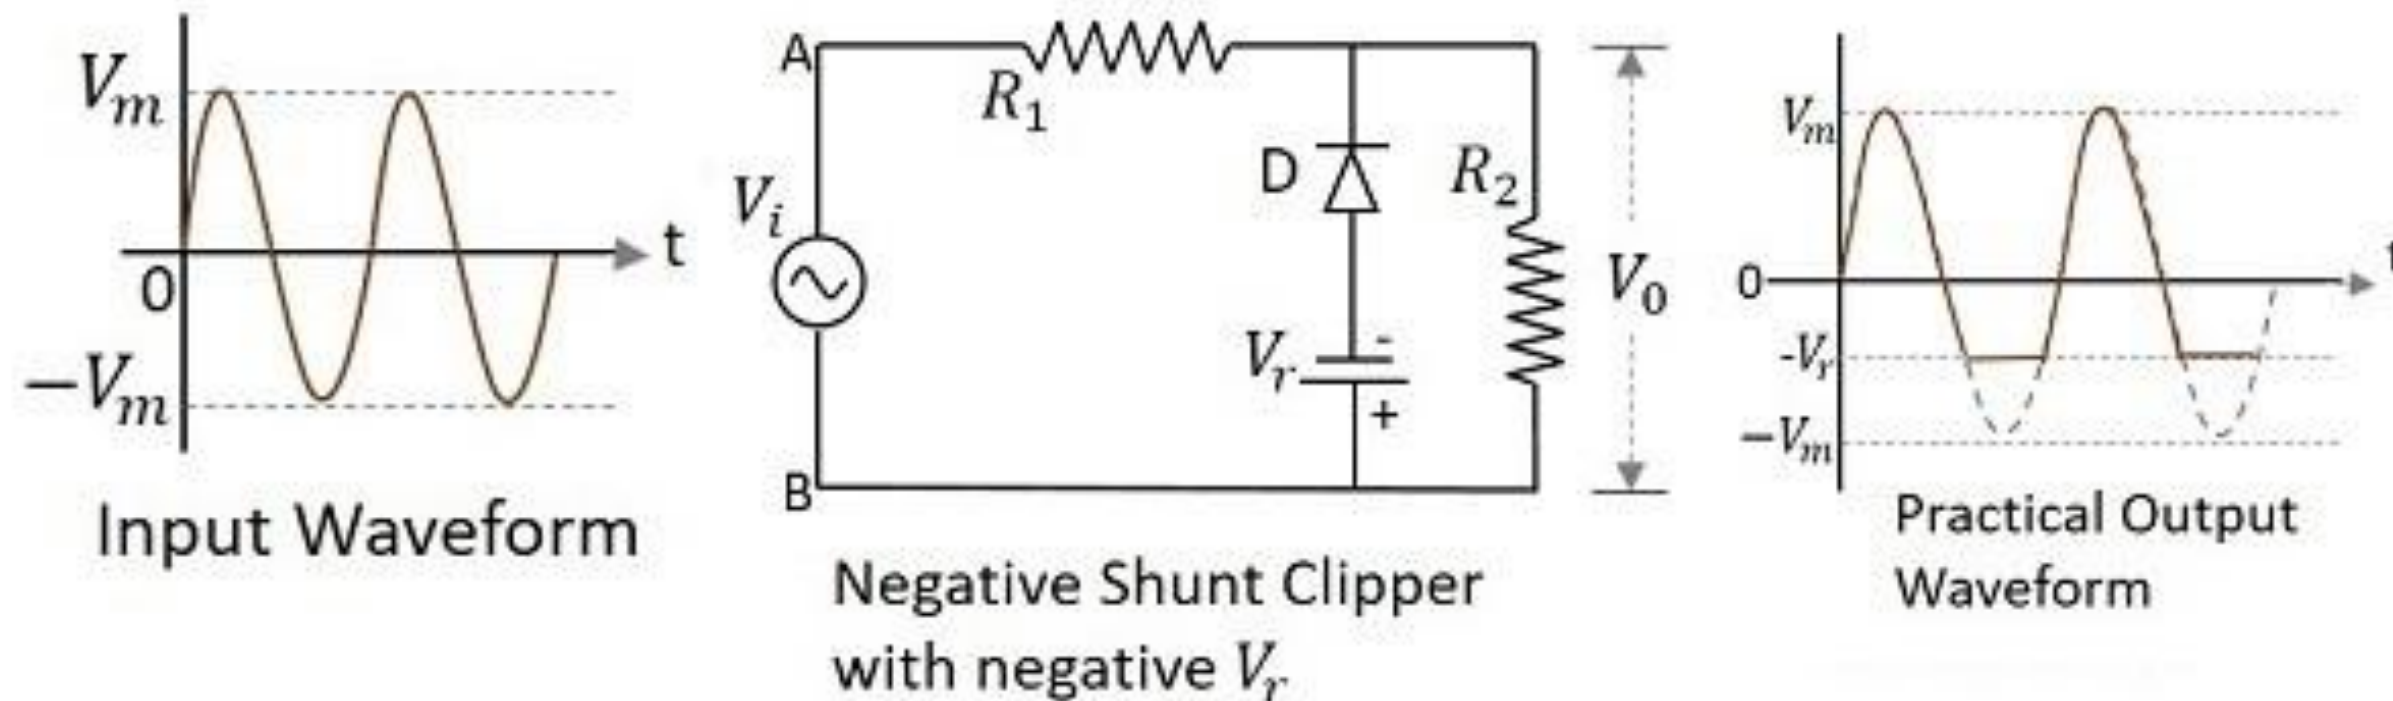 Vm
0
t
−Vm
Input Waveform
A
R1
Vi
D
R2
Vr
-
+
B
V0
Negative Shunt Clipper
with negative Vr
Vm
0
t
-Vr
−Vm
Practical Output
Waveform